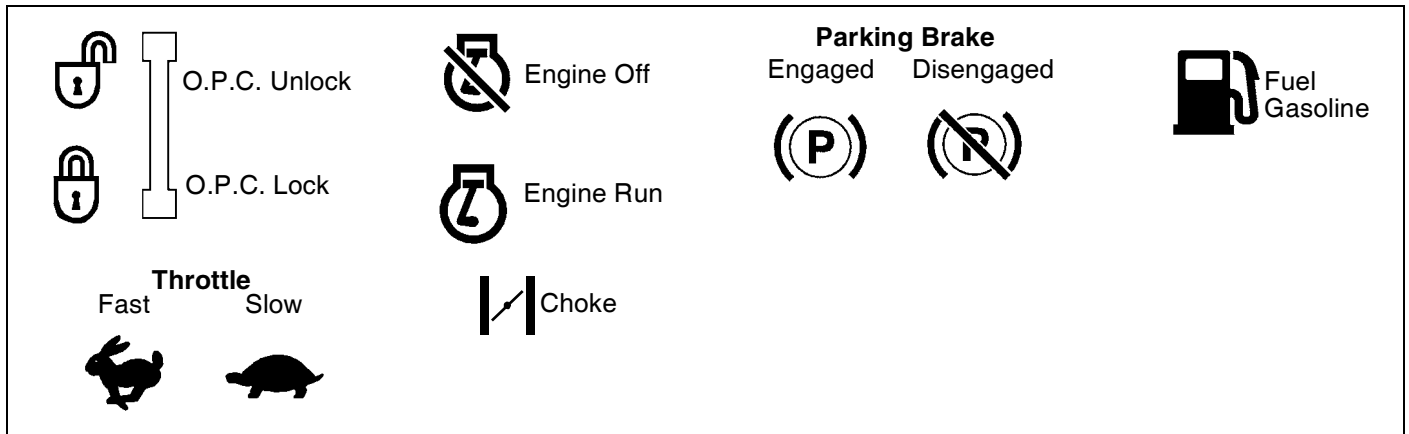 O.P.C. Unlock
O.P.C. Lock
Throttle
Fast Slow
Engine Off
Engine Run
Choke
Parking Brake
Engaged Disengaged
P P
Fuel
Gasoline